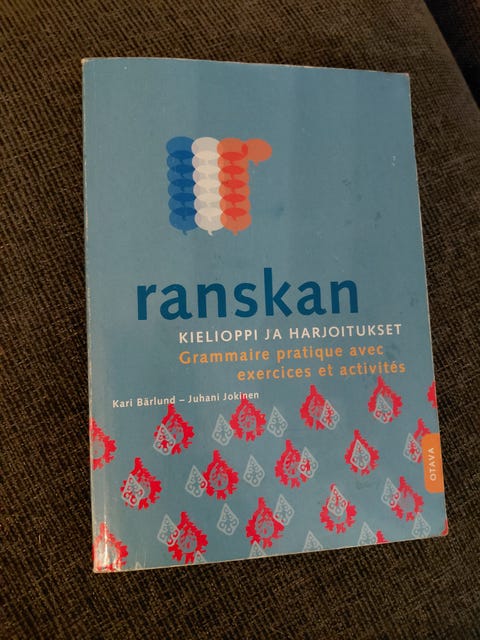 ranskan
KIELIOPPI JA HARJOITUKSET
Grammaire pratique avec
exercices et activités
Kari Bärlund – Juhani Jokinen
OTAVA